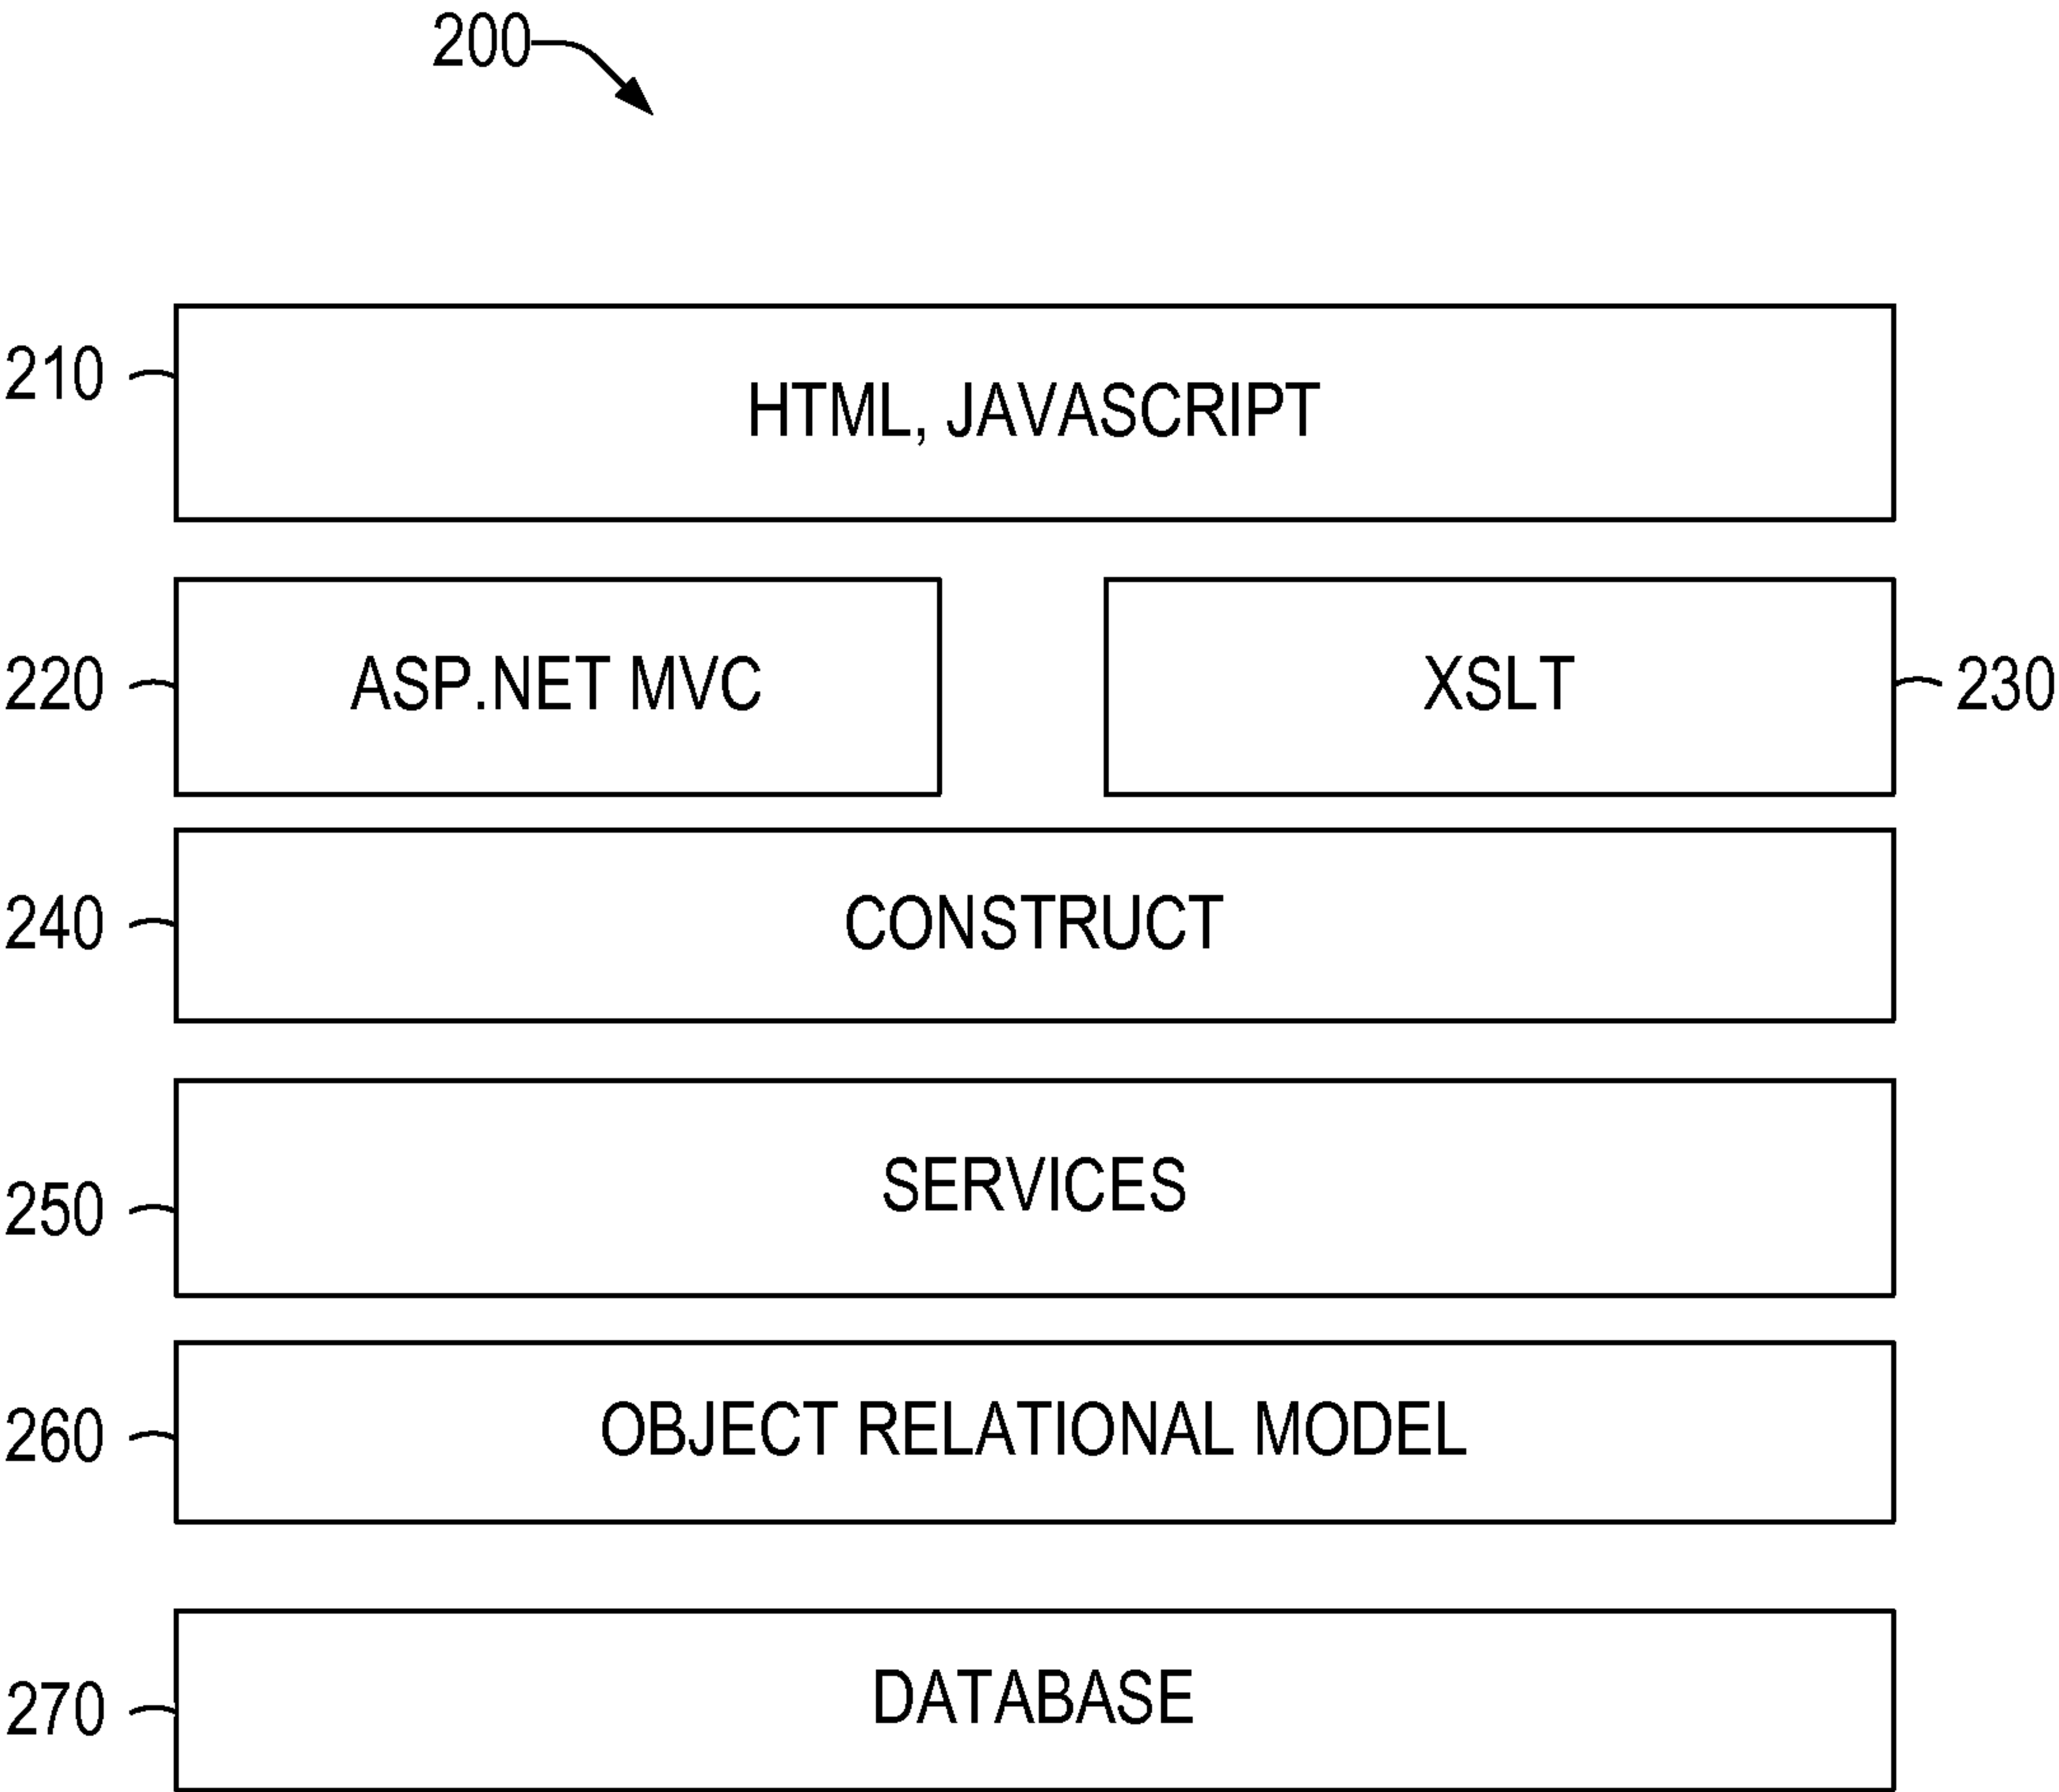 200
210
HTML, JAVASCRIPT
220
ASP.NET MVC
XSLT
230
240
CONSTRUCT
250
SERVICES
260
OBJECT RELATIONAL MODEL
270
DATABASE